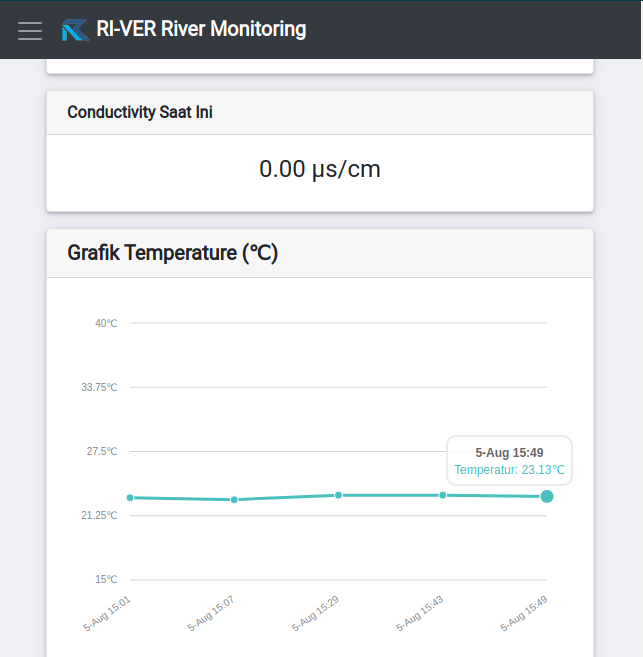 RI-VER River Monitoring
Conductivity Saat Ini
0.00 µs/cm
Grafik Temperature (℃)
40℃
33.75℃
27.5℃
5-Aug 15:49
Temperatur: 23.13℃
21.25℃
15℃
5-Aug 15:01
5-Aug 15:07
5-Aug 15:29
5-Aug 15:43
5-Aug 15:49